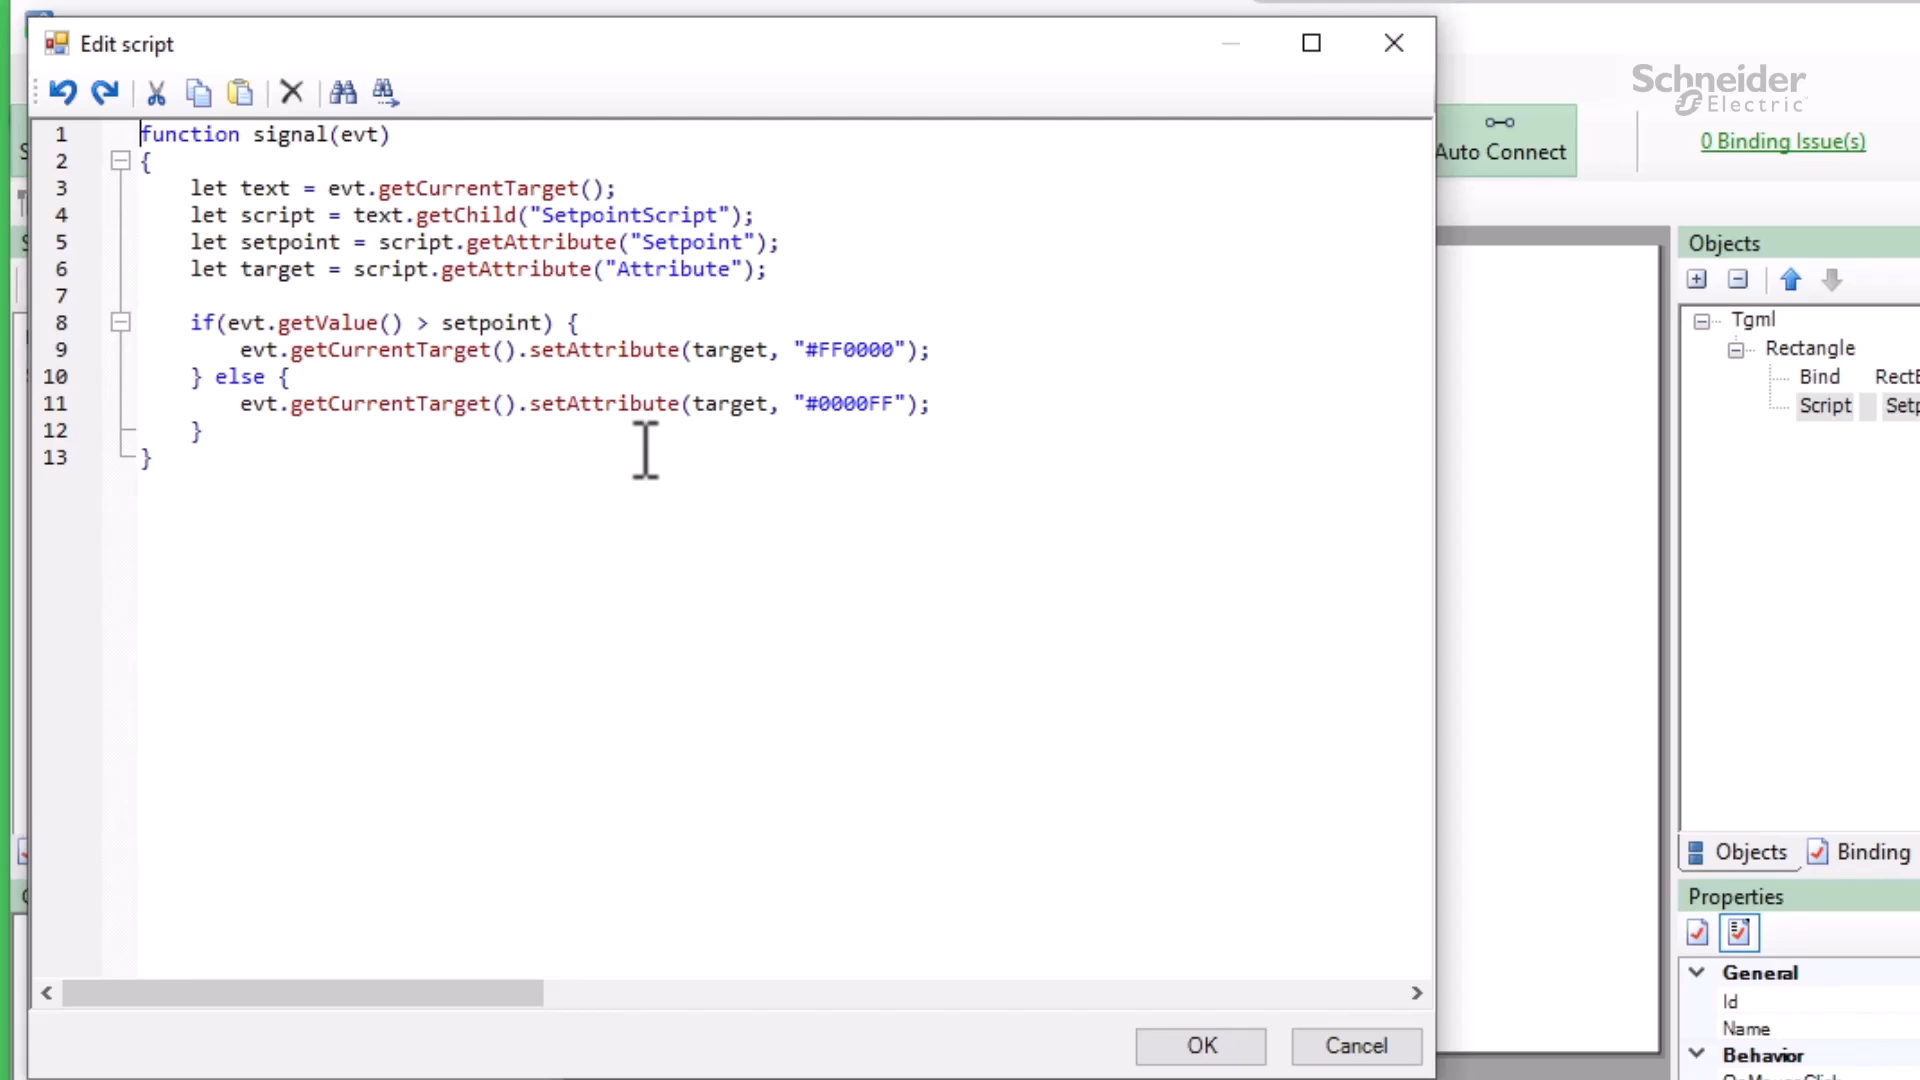 Edit script
Schneider
Electric
Auto Connect
0 Binding Issue(s)
1 function signal(evt)
2 {
3 let text = evt.getCurrentTarget();
4 let script = text.getChild("SetpointScript");
5 let setpoint = script.getAttribute("Setpoint");
6 let target = script.getAttribute("Attribute");
7
8 if(evt.getValue() > setpoint) {
9 evt.getCurrentTarget().setAttribute(target, "#FF0000");
10 } else {
11 evt.getCurrentTarget().setAttribute(target, "#0000FF");
12 }
13 }
OK
Cancel
Objects
Tgml
Rectangle
Bind
Script
Objects
Binding
Properties
General
Id
Name
Behavior